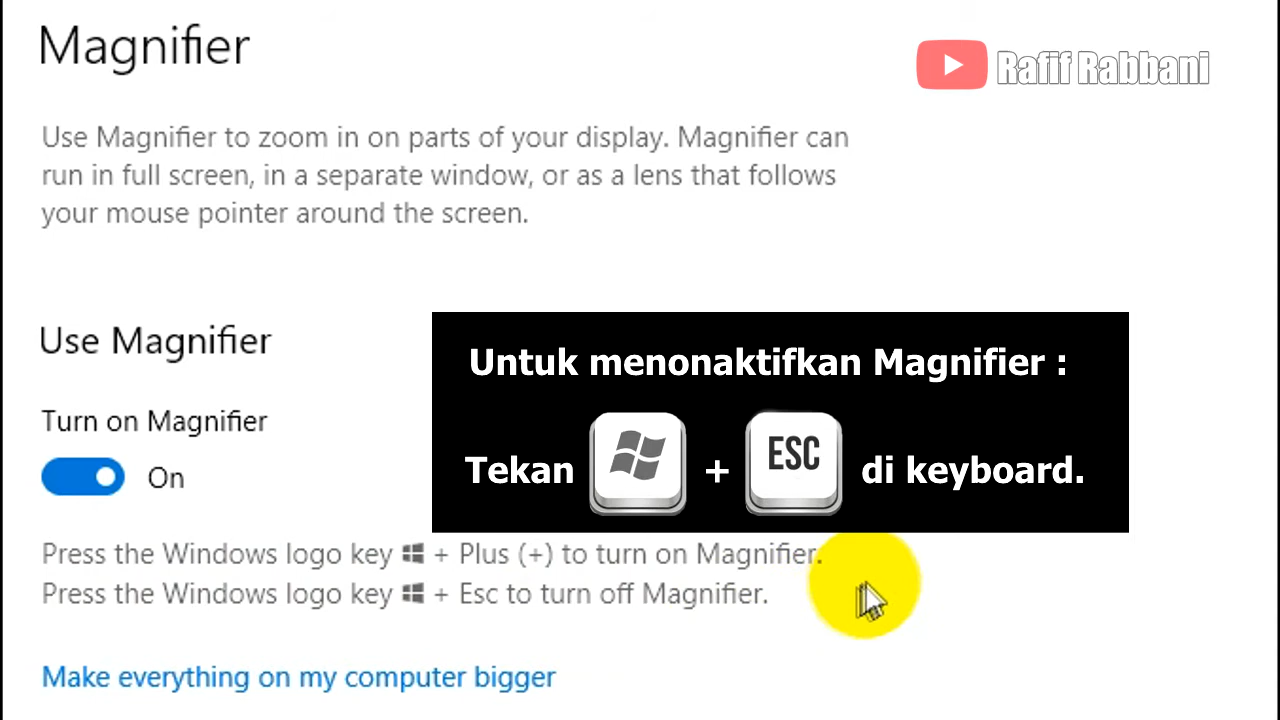 Magnifier
Rafif Rabbani
Use Magnifier to zoom in on parts of your display. Magnifier can
run in full screen, in a separate window, or as a lens that follows
your mouse pointer around the screen.
Use Magnifier
Untuk menonaktifkan Magnifier :
Turn on Magnifier
Tekan + ESC di keyboard.
On
Press the Windows logo key + Plus (+) to turn on Magnifier.
Press the Windows logo key + Esc to turn off Magnifier.
Make everything on my computer bigger